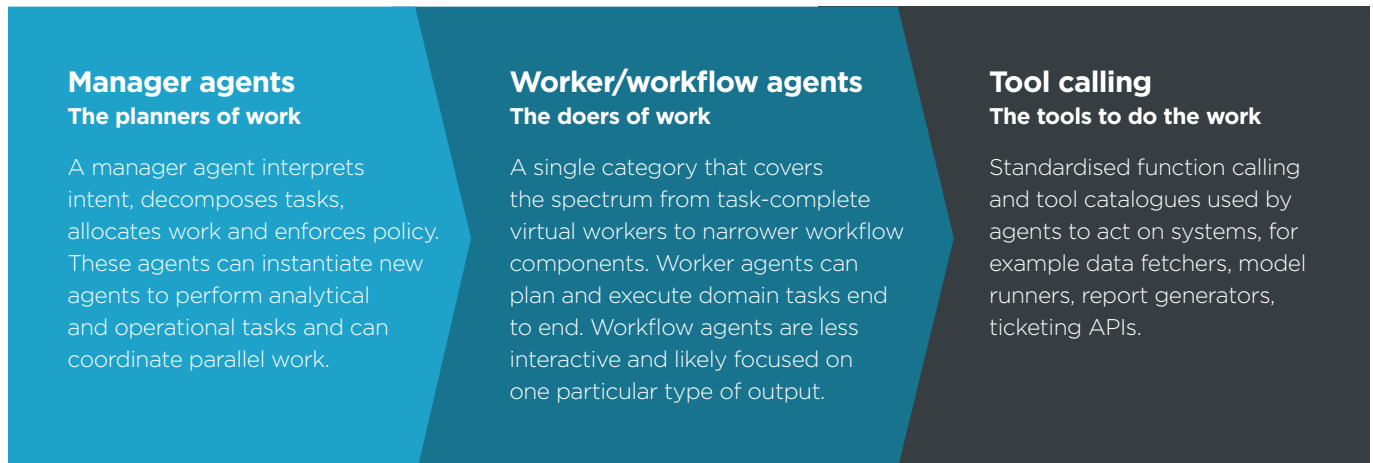 Manager agents
The planners of work
A manager agent interprets
intent, decomposes tasks,
allocates work and enforces policy.
These agents can instantiate new
agents to perform analytical
and operational tasks and can
coordinate parallel work.
Worker/workflow agents
The doers of work
A single category that covers
the spectrum from task-complete
virtual workers to narrower workflow
components. Worker agents can
plan and execute domain tasks end
to end. Workflow agents are less
interactive and likely focused on
one particular type of output.
Tool calling
The tools to do the work
Standardised function calling
and tool catalogues used by
agents to act on systems, for
example data fetchers, model
runners, report generators,
ticketing APIs.